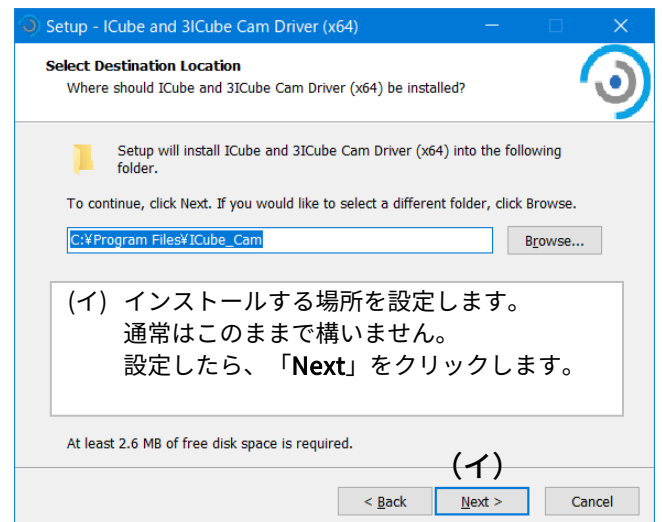 Setup - ICube and 3ICube Cam Driver (x64)
Select Destination Location
Where should ICube and 3ICube Cam Driver (x64) be installed?
Setup will install ICube and 3ICube Cam Driver (x64) into the following
folder.
To continue, click Next. If you would like to select a different folder, click Browse.
C:¥Program Files¥ICube_Cam
Browse...
(イ) インストールする場所を設定します。
通常はこのままで構いません。
設定したら、「Next」をクリックします。
At least 2.6 MB of free disk space is required.
(イ)
< Back
Next >
Cancel